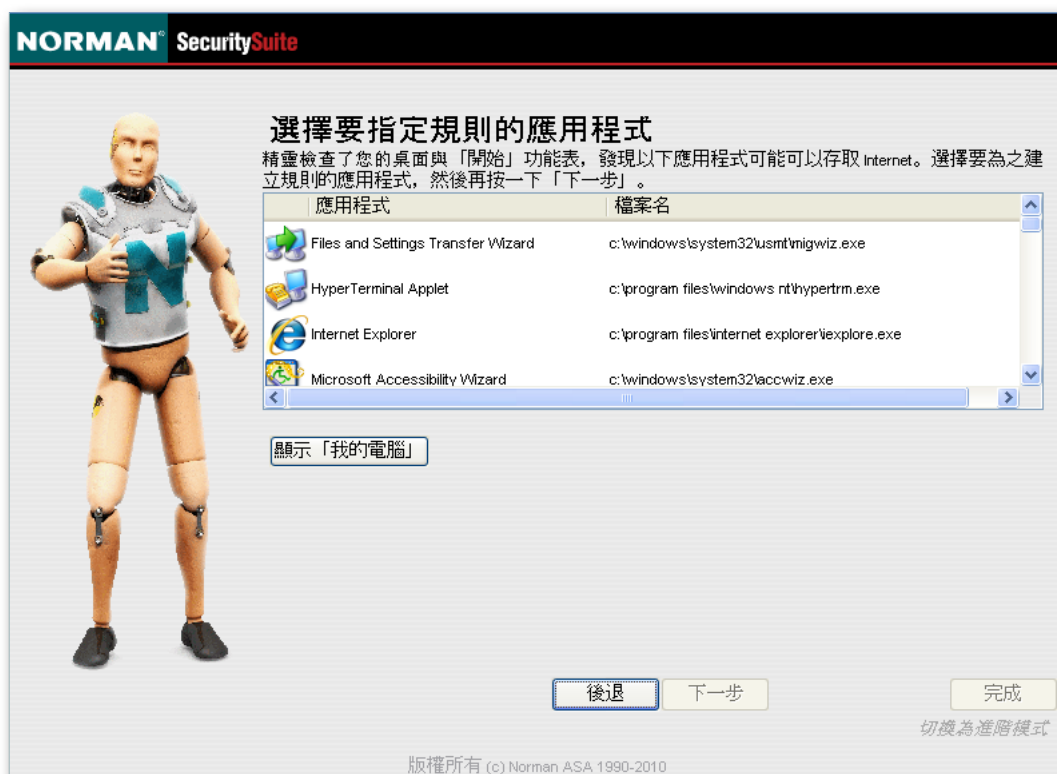 NORMAN® SecuritySuite
選擇要指定規則的應用程式
精靈檢查了您的桌面與「開始」功能表，發現以下應用程式可能可以存取 Internet。選擇要為之建
立規則的應用程式，然後再按一下「下一步」。
應用程式 檔案名
Files and Settings Transfer Wizard c:\windows\system32\usmt\migwiz.exe
HyperTerminal Applet c:\program files\windows nt\hypertrm.exe
Internet Explorer c:\program files\internet explorer\iexplore.exe
Microsoft Accessibility Wizard c:\windows\system32\accwiz.exe
顯示「我的電腦」
N
後退 下一步 完成
切換為進階模式
版權所有 (c) Norman ASA 1990-2010